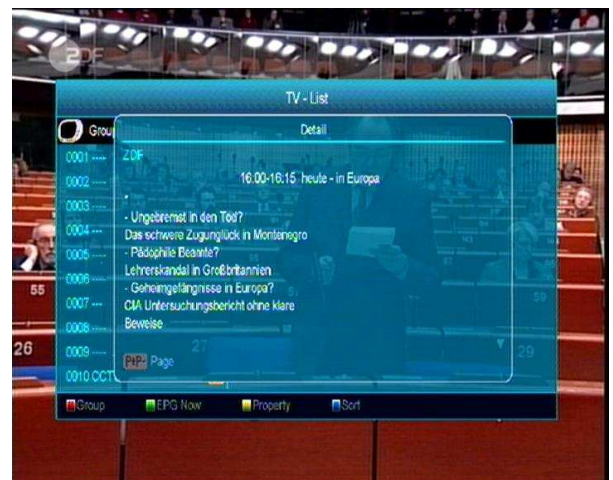 ZDF
TV - List
Group
Detail
0001 ----
ZDF
0002 ----
16:00-16:15 heute - in Europa
0003 ----
-
- Ungebremst in den Tod?
0004 ----
Das schwere Zugunglück in Montenegro
0005 ----
- Pädophile Beamte?
0006 ----
Lehrerskandal in Großbritannien
- Geheimgefängnisse in Europa?
0007 ---
CIA Untersuchungsbericht ohne klare
0008 ----
Beweise
0009 ----
P+P- Page
0010 CCT
Group EPG Now Property Sort
55
59
26
27
29